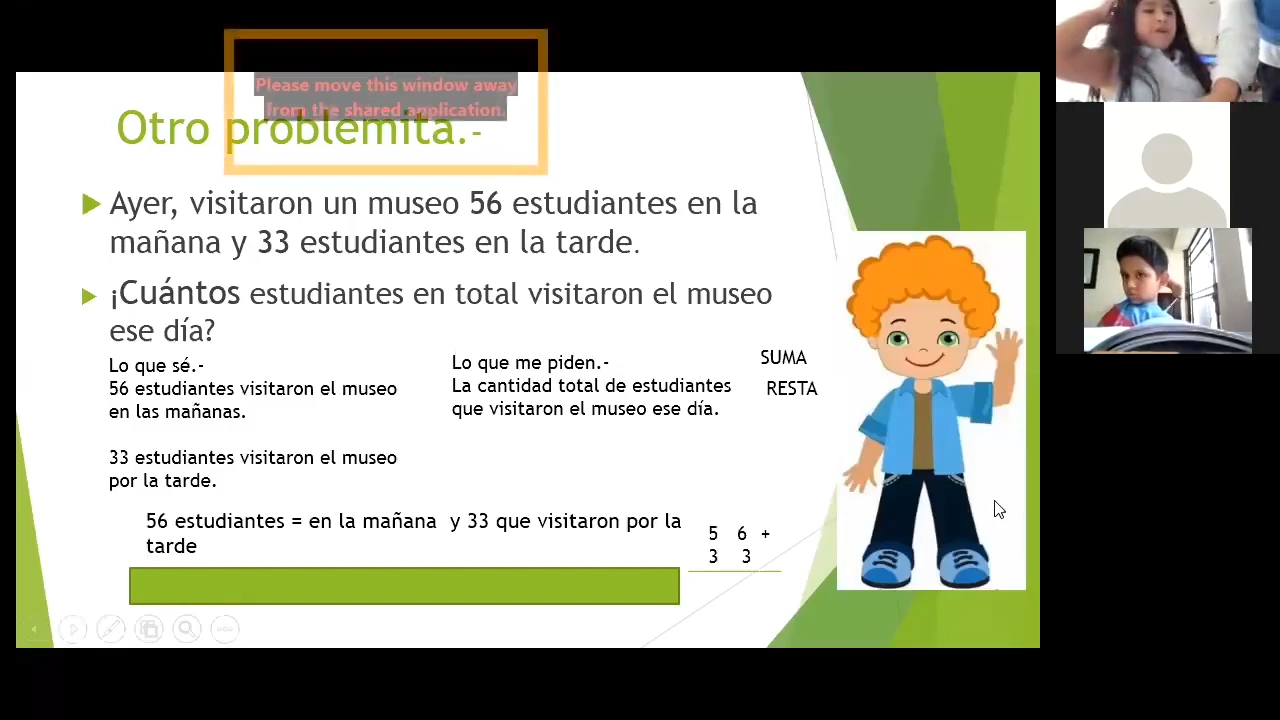 Please move this window away
from the shared application.
Otro problemita.-
Ayer, visitaron un museo 56 estudiantes en la
mañana y 33 estudiantes en la tarde.
¡Cuántos estudiantes en total visitaron el museo
ese día?
Lo que sé.-
56 estudiantes visitaron el museo
en las mañanas.
33 estudiantes visitaron el museo
por la tarde.
Lo que me piden.-
La cantidad total de estudiantes
que visitaron el museo ese día.
SUMA
RESTA
56 estudiantes = en la mañana y 33 que visitaron por la
tarde
5 6 +
3 3